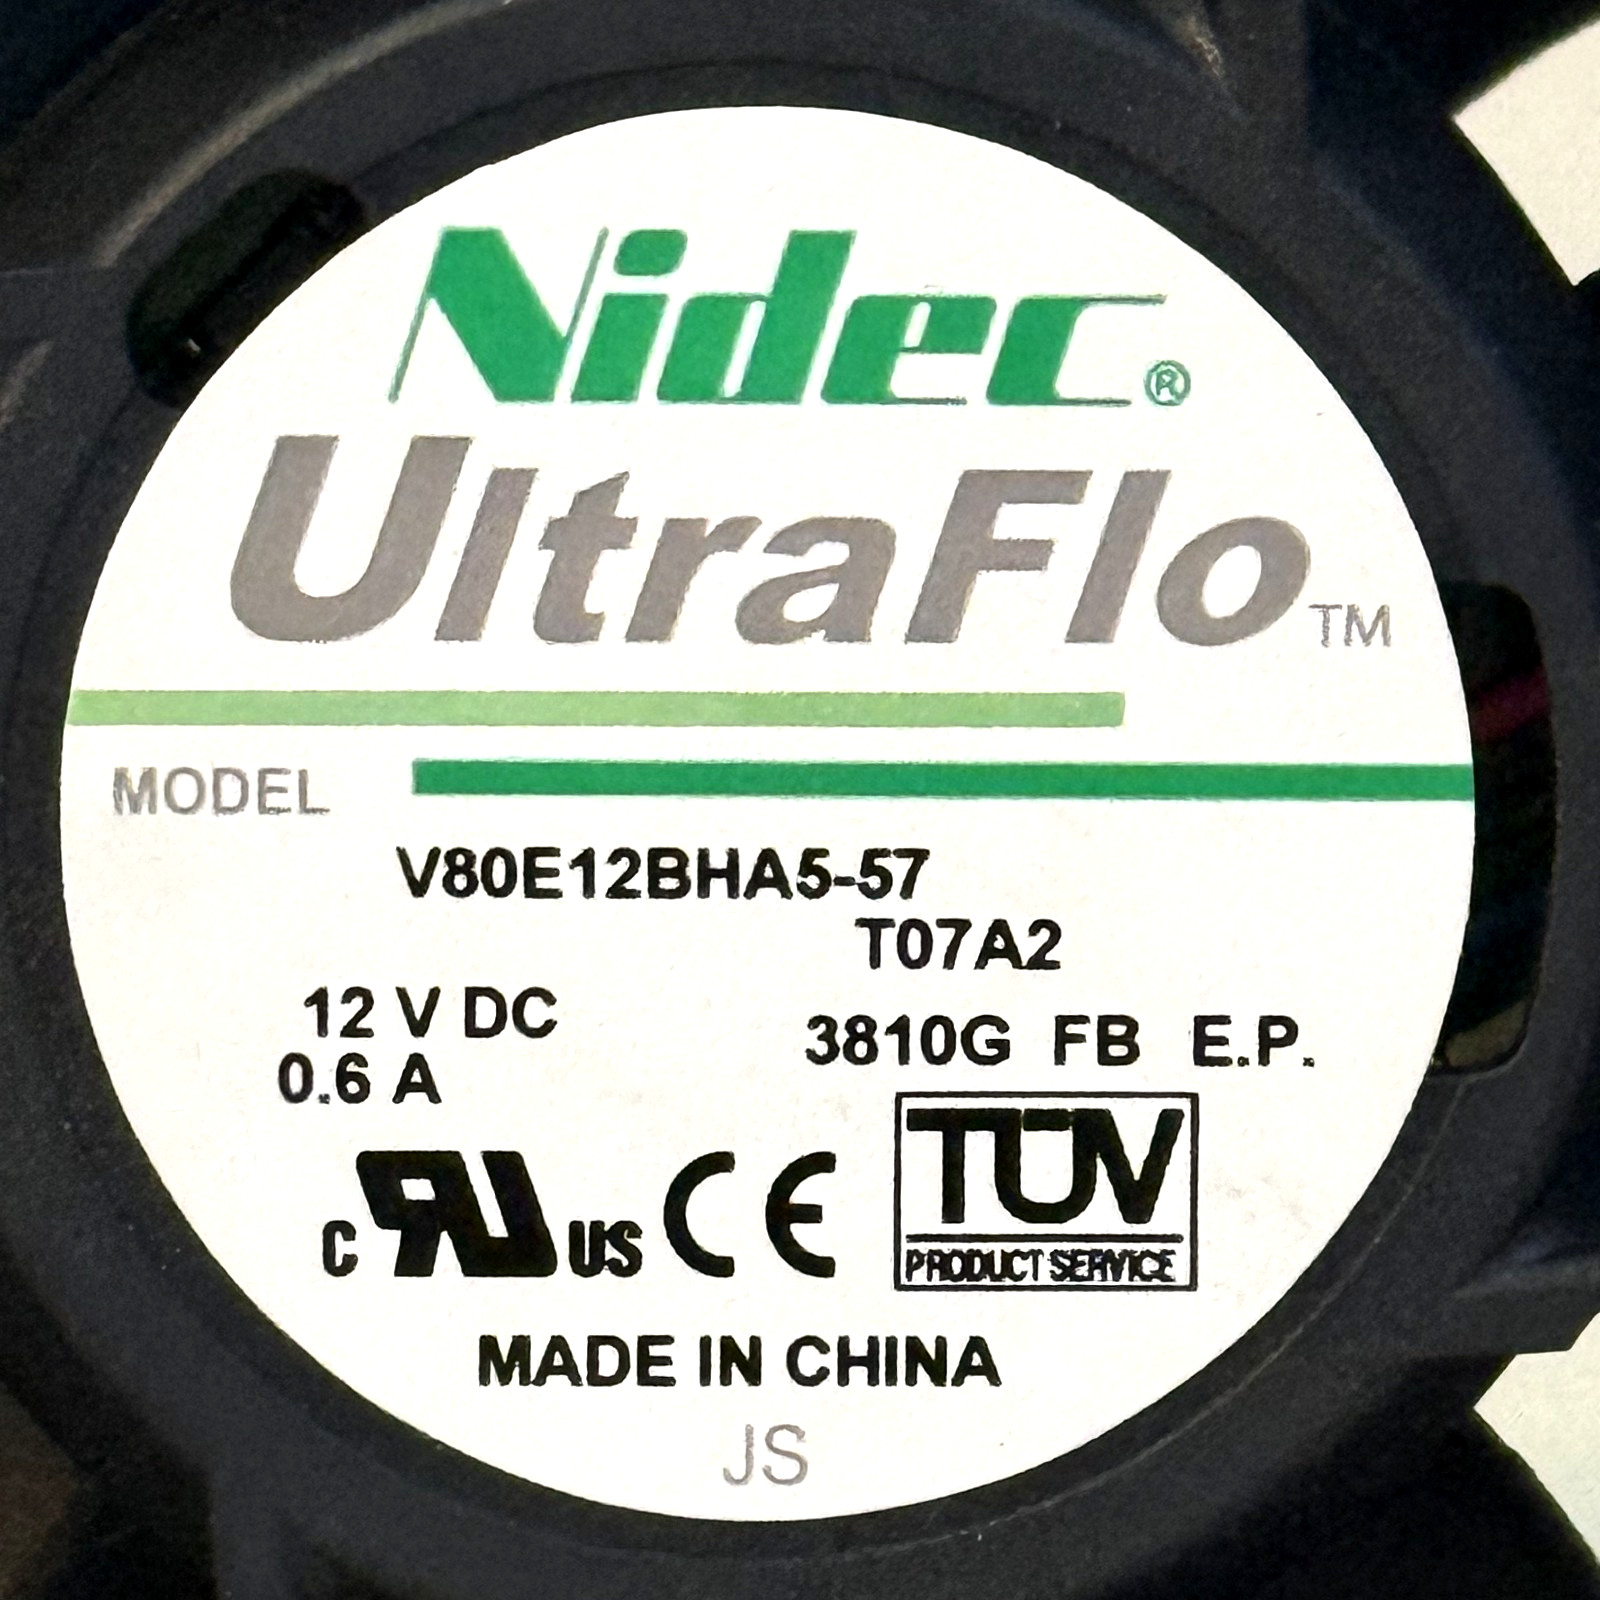 Nidec®
UltraFlo™
MODEL
V80E12BHA5-57
T07A2
12 V DC
0.6 A
3810G FB E.P.
c RU US CE
TÜV
PRODUCT SERVICE
MADE IN CHINA
JS